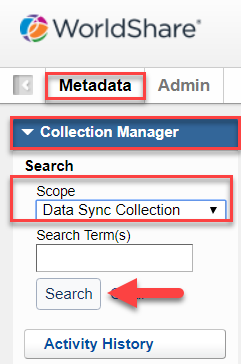 WorldShare
Metadata Admin
Collection Manager
Search
Scope
Data Sync Collection
Search Term(s)
Search
Activity History